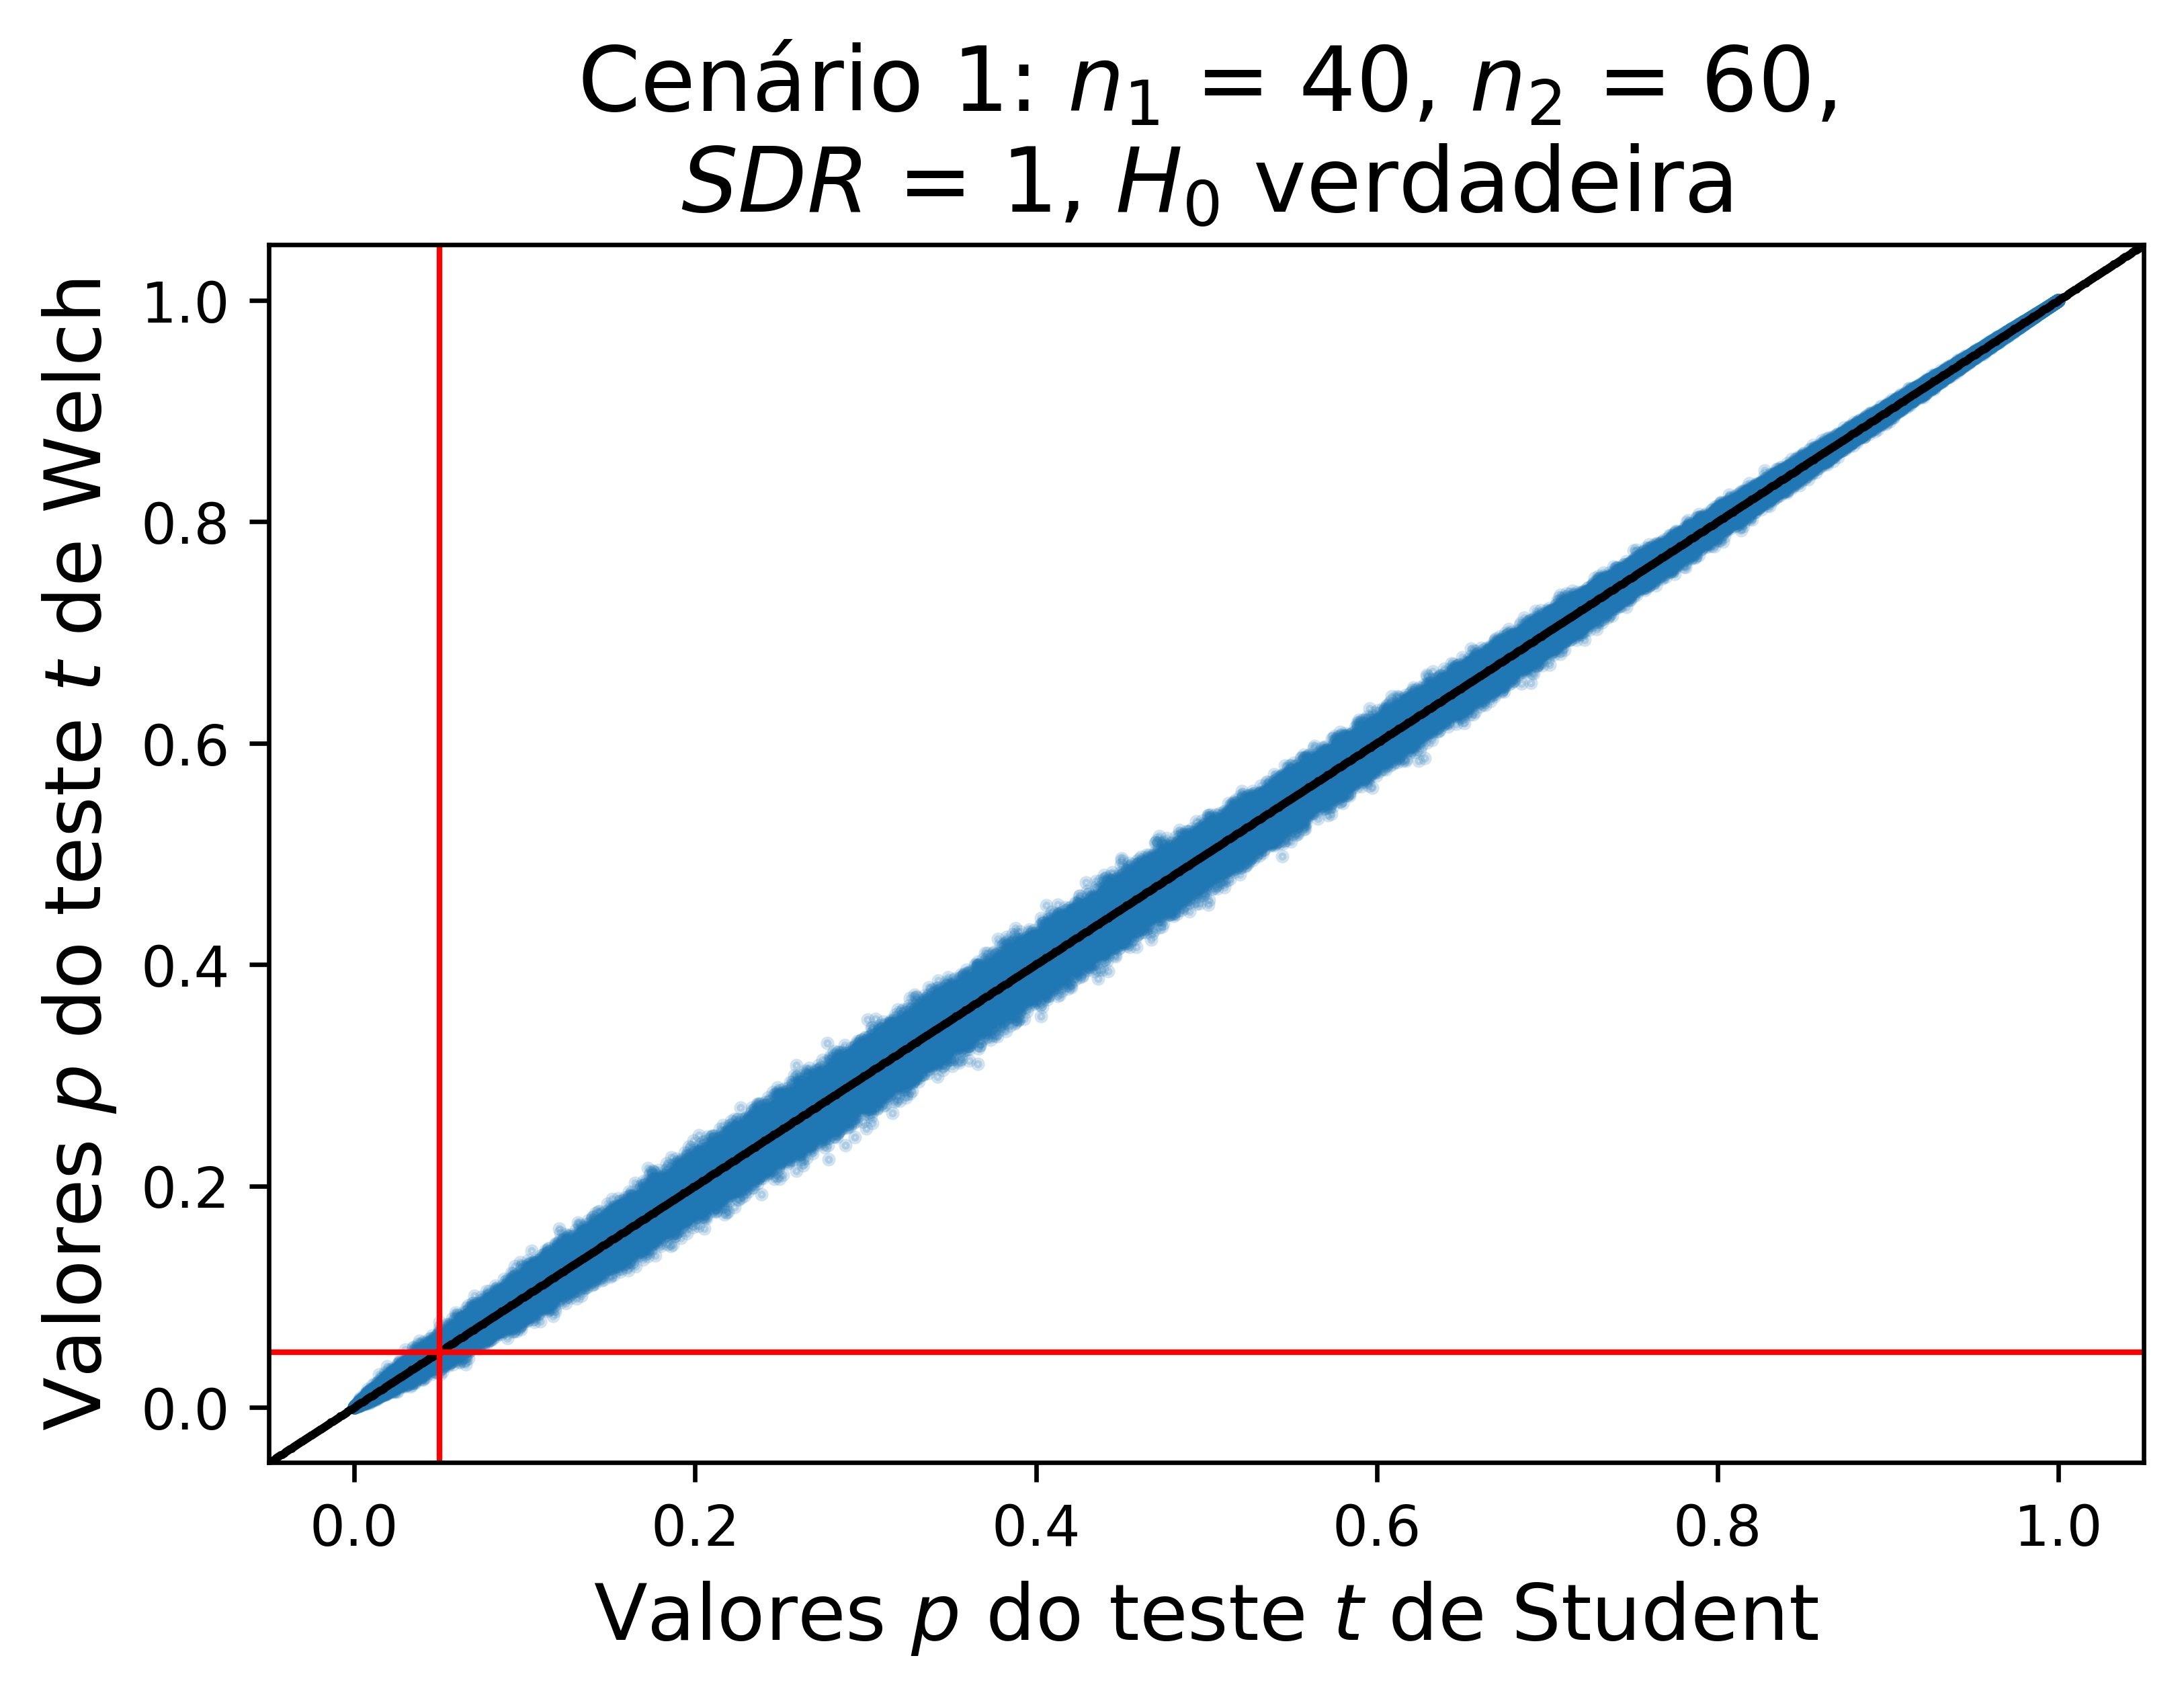 Cenário 1: n₁ = 40, n₂ = 60,
SDR = 1, H₀ verdadeira
Valores p do teste t de Welch
1.0
0.8
0.6
0.4
0.2
0.0
0.0 0.2 0.4 0.6 0.8 1.0
Valores p do teste t de Student